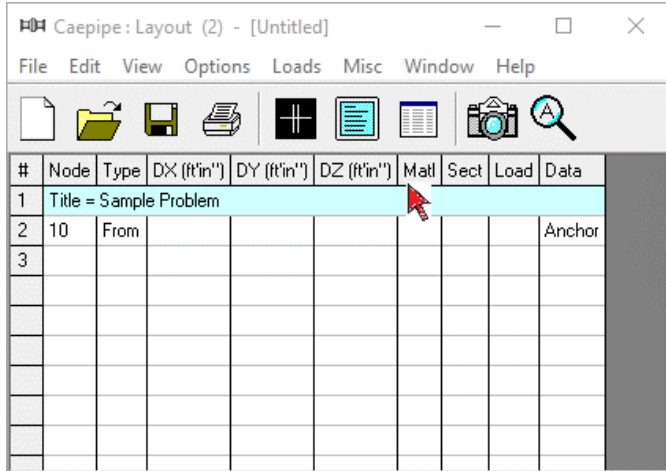 Caepipe : Layout (2) - [Untitled]
File Edit View Options Loads Misc Window Help
A
# Node Type DX (ft'in") DY (ft'in") DZ (ft'in") Matl Sect Load Data
1 Title = Sample Problem
2 10 From Anchor
3